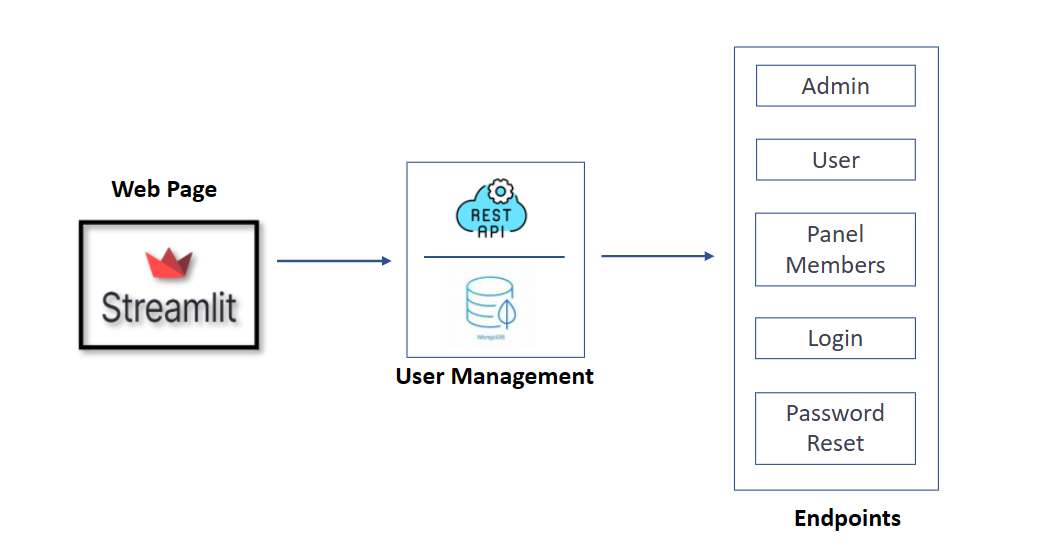 Web Page
Streamlit
REST
API
MongoDB
User Management
Admin
User
Panel
Members
Login
Password
Reset
Endpoints